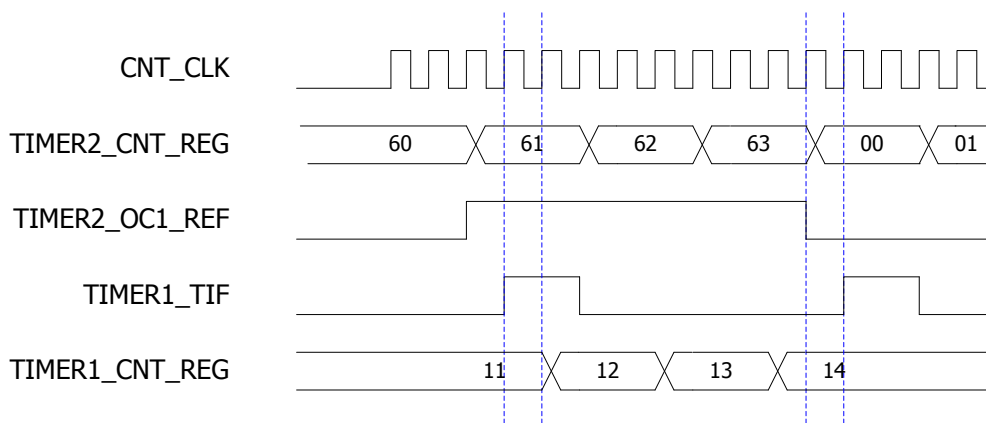 CNT_CLK
TIMER2_CNT_REG 60 61 62 63 00 01
TIMER2_OC1_REF
TIMER1_TIF
TIMER1_CNT_REG 11 12 13 14